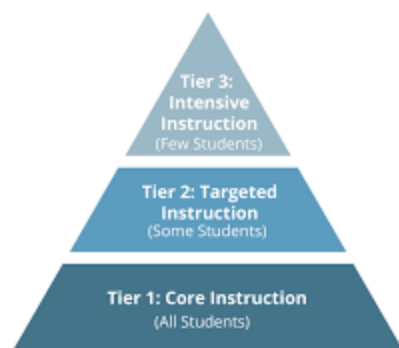 Tier 3:
Intensive
Instruction
(Few Students)
Tier 2: Targeted
Instruction
(Some Students)
Tier 1: Core Instruction
(All Students)